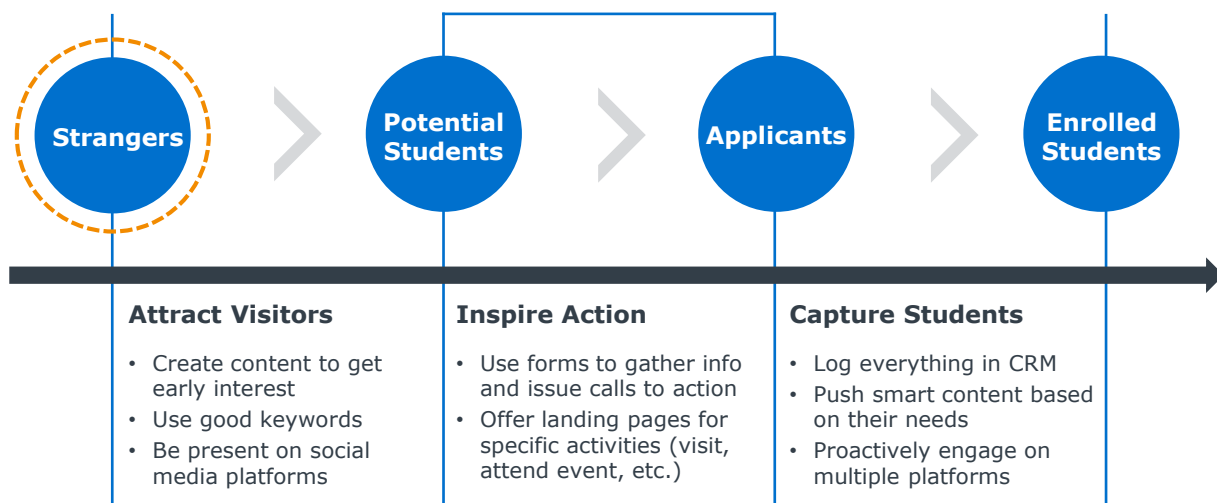 Strangers
Potential
Students
Applicants
Enrolled
Students
Attract Visitors
• Create content to get
early interest
• Use good keywords
• Be present on social
media platforms
Inspire Action
• Use forms to gather info
and issue calls to action
• Offer landing pages for
specific activities (visit,
attend event, etc.)
Capture Students
• Log everything in CRM
• Push smart content based
on their needs
• Proactively engage on
multiple platforms